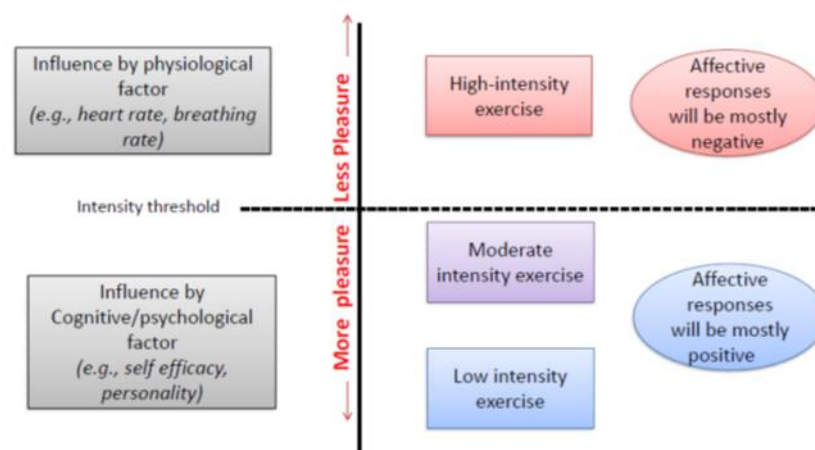 Influence by physiological
factor
(e.g., heart rate, breathing
rate)
Less Pleasure
High-intensity
exercise
Affective
responses
will be mostly
negative
Intensity threshold
More pleasure
Moderate
intensity exercise
Influence by
Cognitive/psychological
factor
(e.g., self efficacy,
personality)
Affective
responses
will be mostly
positive
Low intensity
exercise